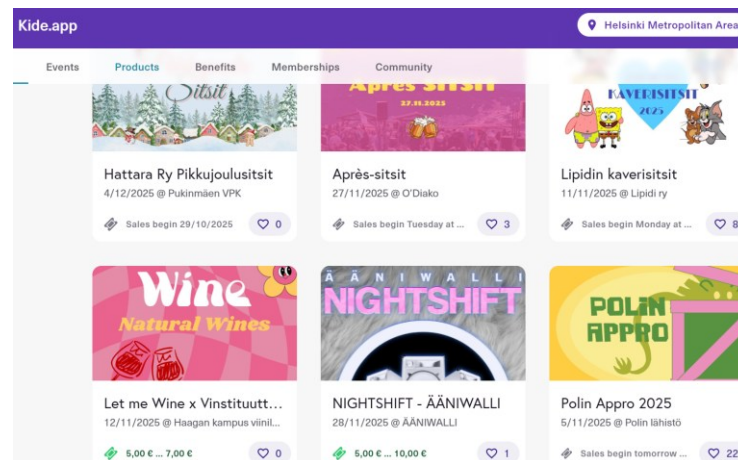 Kide.app
Helsinki Metropolitan Area
Events Products Benefits Memberships Community
Sitsit
Après SITSIT
27.11.2025
KAVERISITSIT
2025
Hattara Ry Pikkujoulusitsit
4/12/2025 @ Pukinmäen VPK
Sales begin 29/10/2025
0
Après-sitsit
27/11/2025 @ O'Diako
Sales begin Tuesday at ...
3
Lipidin kaverisitsit
11/11/2025 @ Lipidi ry
Sales begin Monday at ...
8
Wine
Natural Wines
ÄÄNIWALLI
NIGHTSHIFT
POLIN
APPRO
Let me Wine x Vinstituutt...
12/11/2025 @ Haagan kampus viinil...
5,00 € ... 7,00 €
0
NIGHTSHIFT - ÄÄNIWALLI
28/11/2025 @ ÄÄNIWALLI
5,00 € ... 10,00 €
1
Polin Appro 2025
5/11/2025 @ Polin lähistö
Sales begin tomorrow ...
22